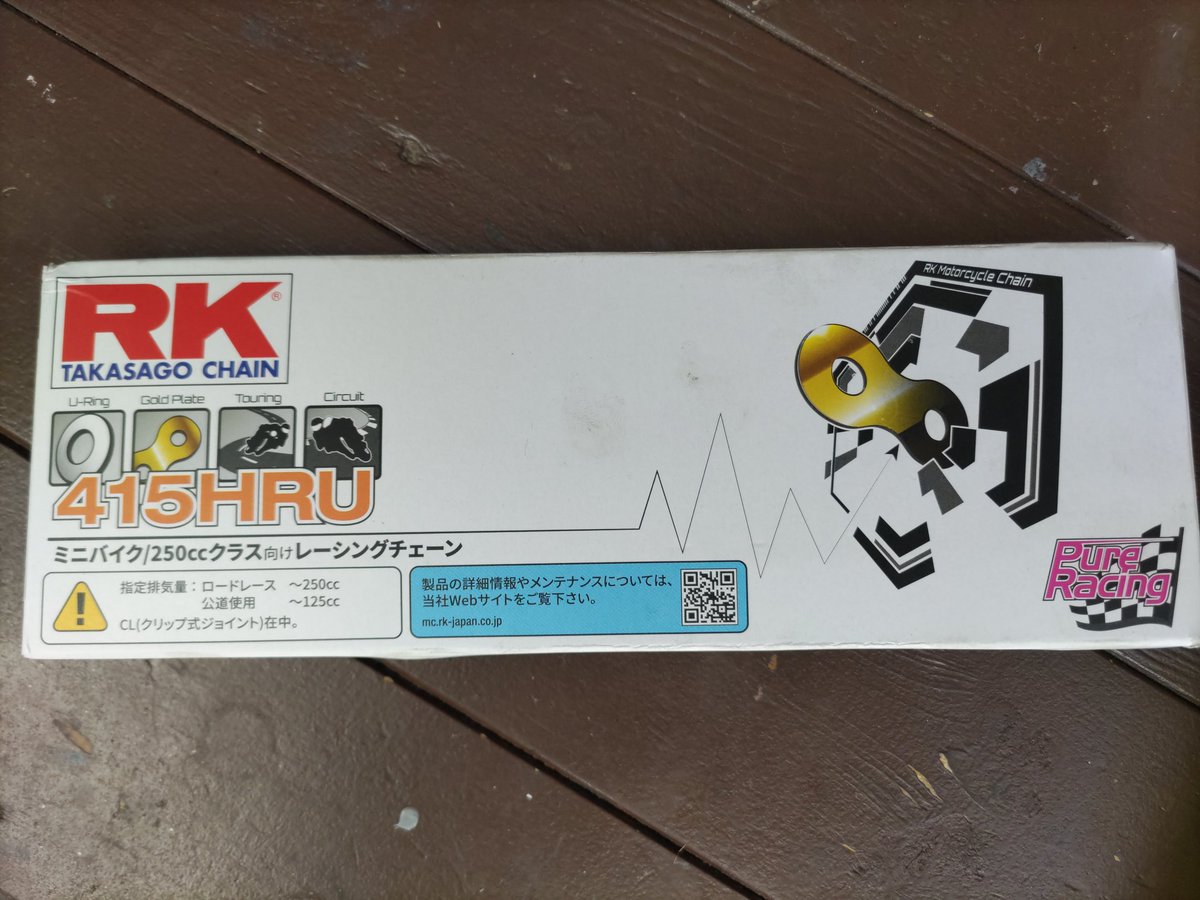 RK®
TAKASAGO CHAIN
U-Ring Gold Plate Touring Circuit
415HRU
ミニバイク/250ccクラス向けレーシングチェーン
指定排気量：ロードレース ～250cc
公道使用 ～125cc
CL(クリップ式ジョイント)在中。
製品の詳細情報やメンテナンスについては、
当社Webサイトをご覧下さい。
mc.rk-japan.co.jp
RK Motorcycle Chain
Pure
Racing